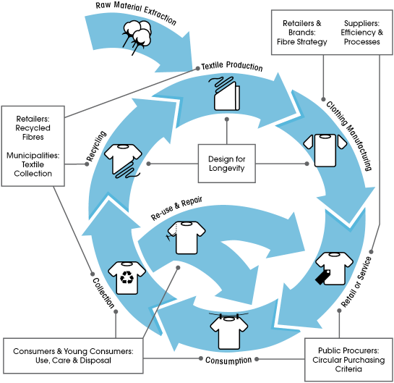 Raw Material Extraction
Retailers &
Brands:
Fibre Strategy
Suppliers:
Efficiency &
Processes
Textile Production
Retailers:
Recycled
Fibres
Municipalities:
Textile
Collection
Recycling
Design for
Longevity
Clothing Manufacturing
Re-use & Repair
Collection
Retail or Service
Consumers & Young Consumers:
Use, Care & Disposal
Consumption
Public Procurers:
Circular Purchasing
Criteria